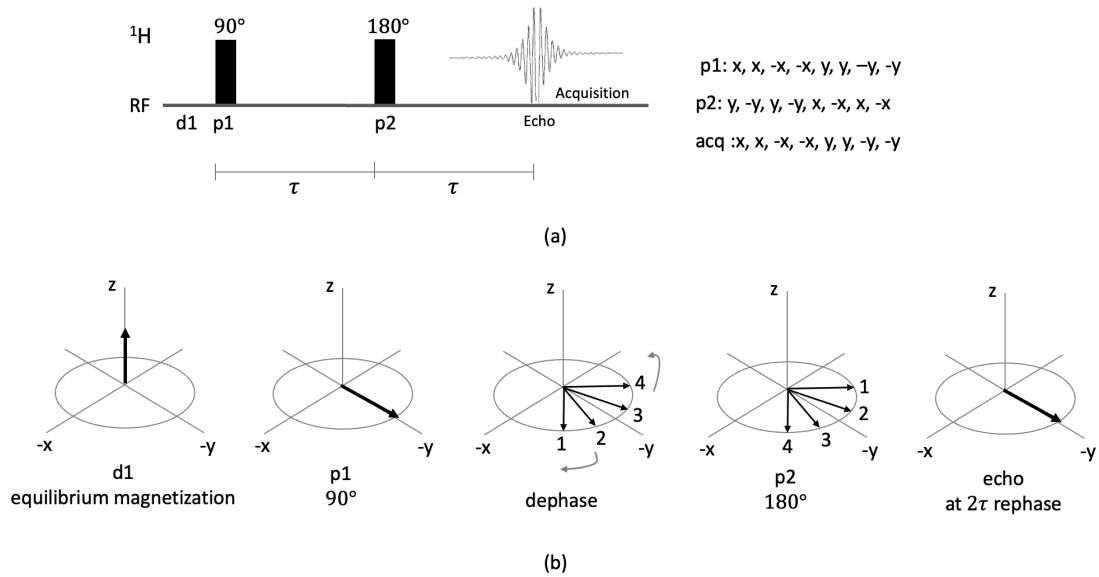 90° 180°
¹H
RF
Acquisition
d1 p1 p2 Echo
τ τ
p1: x, x, -x, -x, y, y, –y, -y
p2: y, -y, y, -y, x, -x, x, -x
acq :x, x, -x, -x, y, y, -y, -y
(a)
z z z z z
4 1
3 2
1 2 4 3
-x -y -x -y -x -y -x -y -x -y
d1
equilibrium magnetization
p1
90°
dephase
p2
180°
echo
at 2τ rephase
(b)